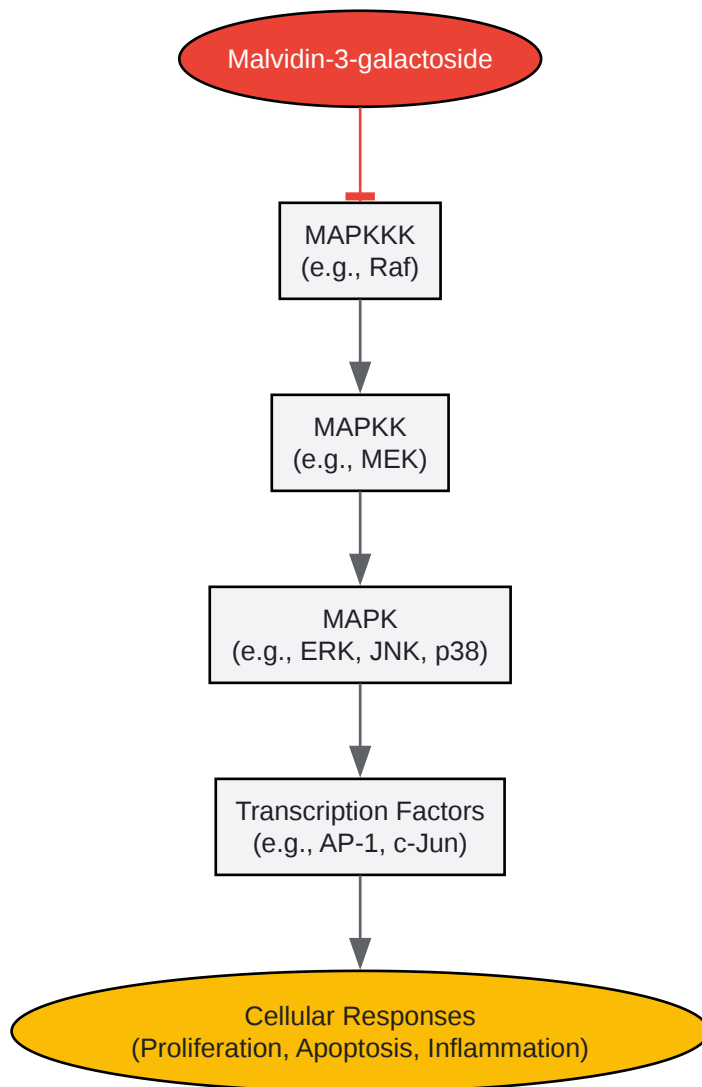 Malvidin-3-galactoside
MAPKKK
(e.g., Raf)
MAPKK
(e.g., MEK)
MAPK
(e.g., ERK, JNK, p38)
Transcription Factors
(e.g., AP-1, c-Jun)
Cellular Responses
(Proliferation, Apoptosis, Inflammation)